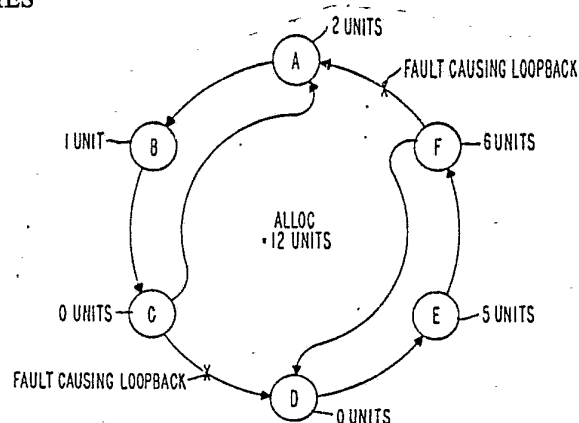 2 UNITS
A
FAULT CAUSING LOOPBACK
1 UNIT
B
F
6 UNITS
ALLOC
=12 UNITS
0 UNITS
C
E
5 UNITS
FAULT CAUSING LOOPBACK
D
0 UNITS